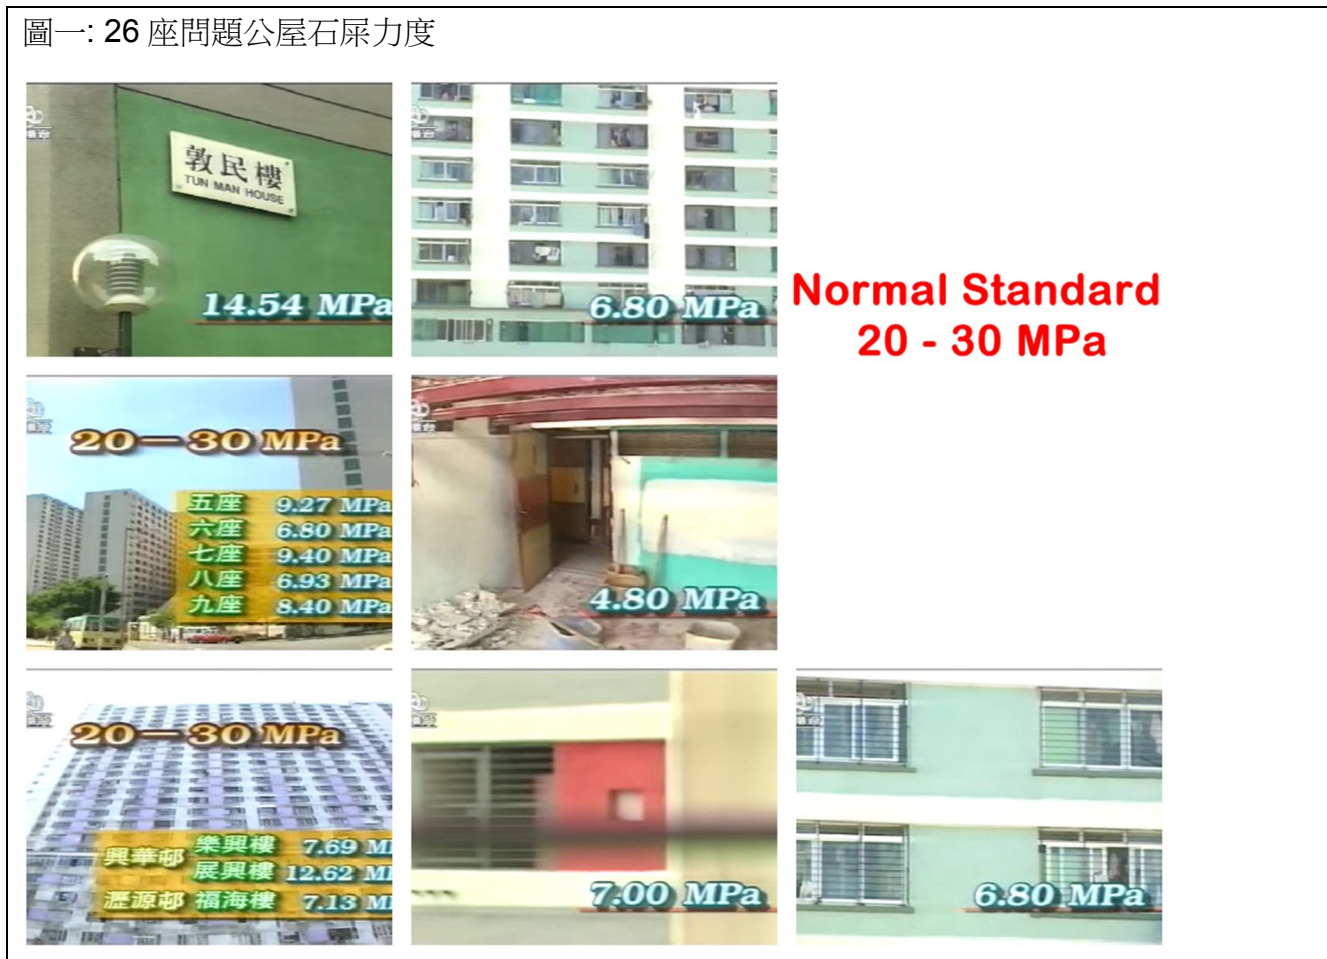 圖一: 26 座問題公屋石屎力度
敦民樓
TUN MAN HOUSE
14.54 MPa
6.80 MPa
Normal Standard
20 - 30 MPa
20－30 MPa
五座 9.27 MPa
六座 6.80 MPa
七座 9.40 MPa
八座 6.93 MPa
九座 8.40 MPa
4.80 MPa
20－30 MPa
興華邨 樂興樓 7.69 M
展興樓 12.62 M
瀝源邨 福海樓 7.13 M
7.00 MPa
6.80 MPa